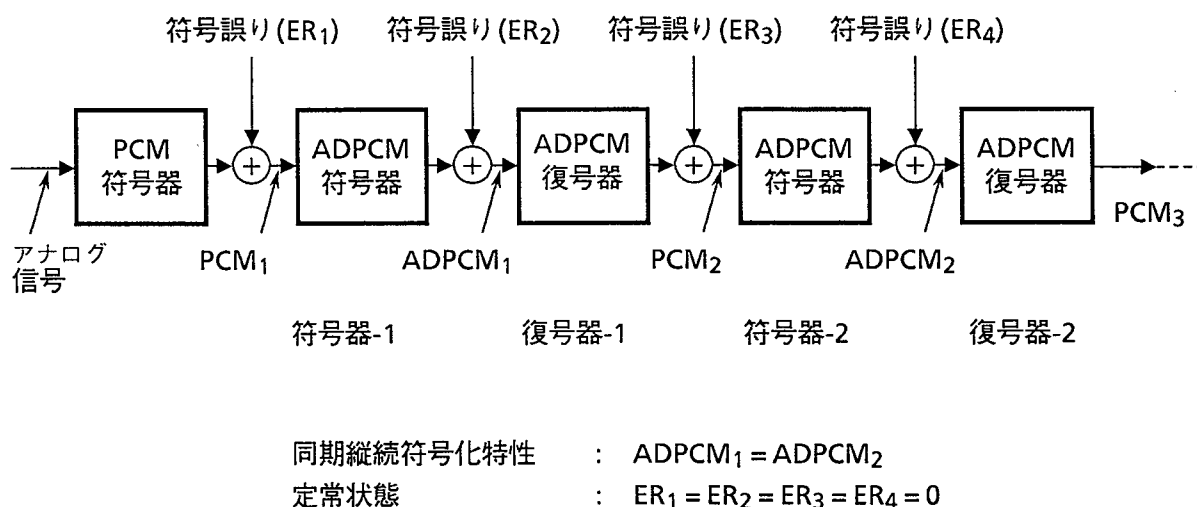 符号誤り(ER1) 符号誤り(ER2) 符号誤り(ER3) 符号誤り(ER4)
PCM
符号器
ADPCM
符号器
ADPCM
復号器
ADPCM
符号器
ADPCM
復号器
+ + + +
アナログ
信号
PCM1 ADPCM1 PCM2 ADPCM2 PCM3
符号器-1 復号器-1 符号器-2 復号器-2
同期縦続符号化特性 : ADPCM1 = ADPCM2
定常状態 : ER1 = ER2 = ER3 = ER4 = 0